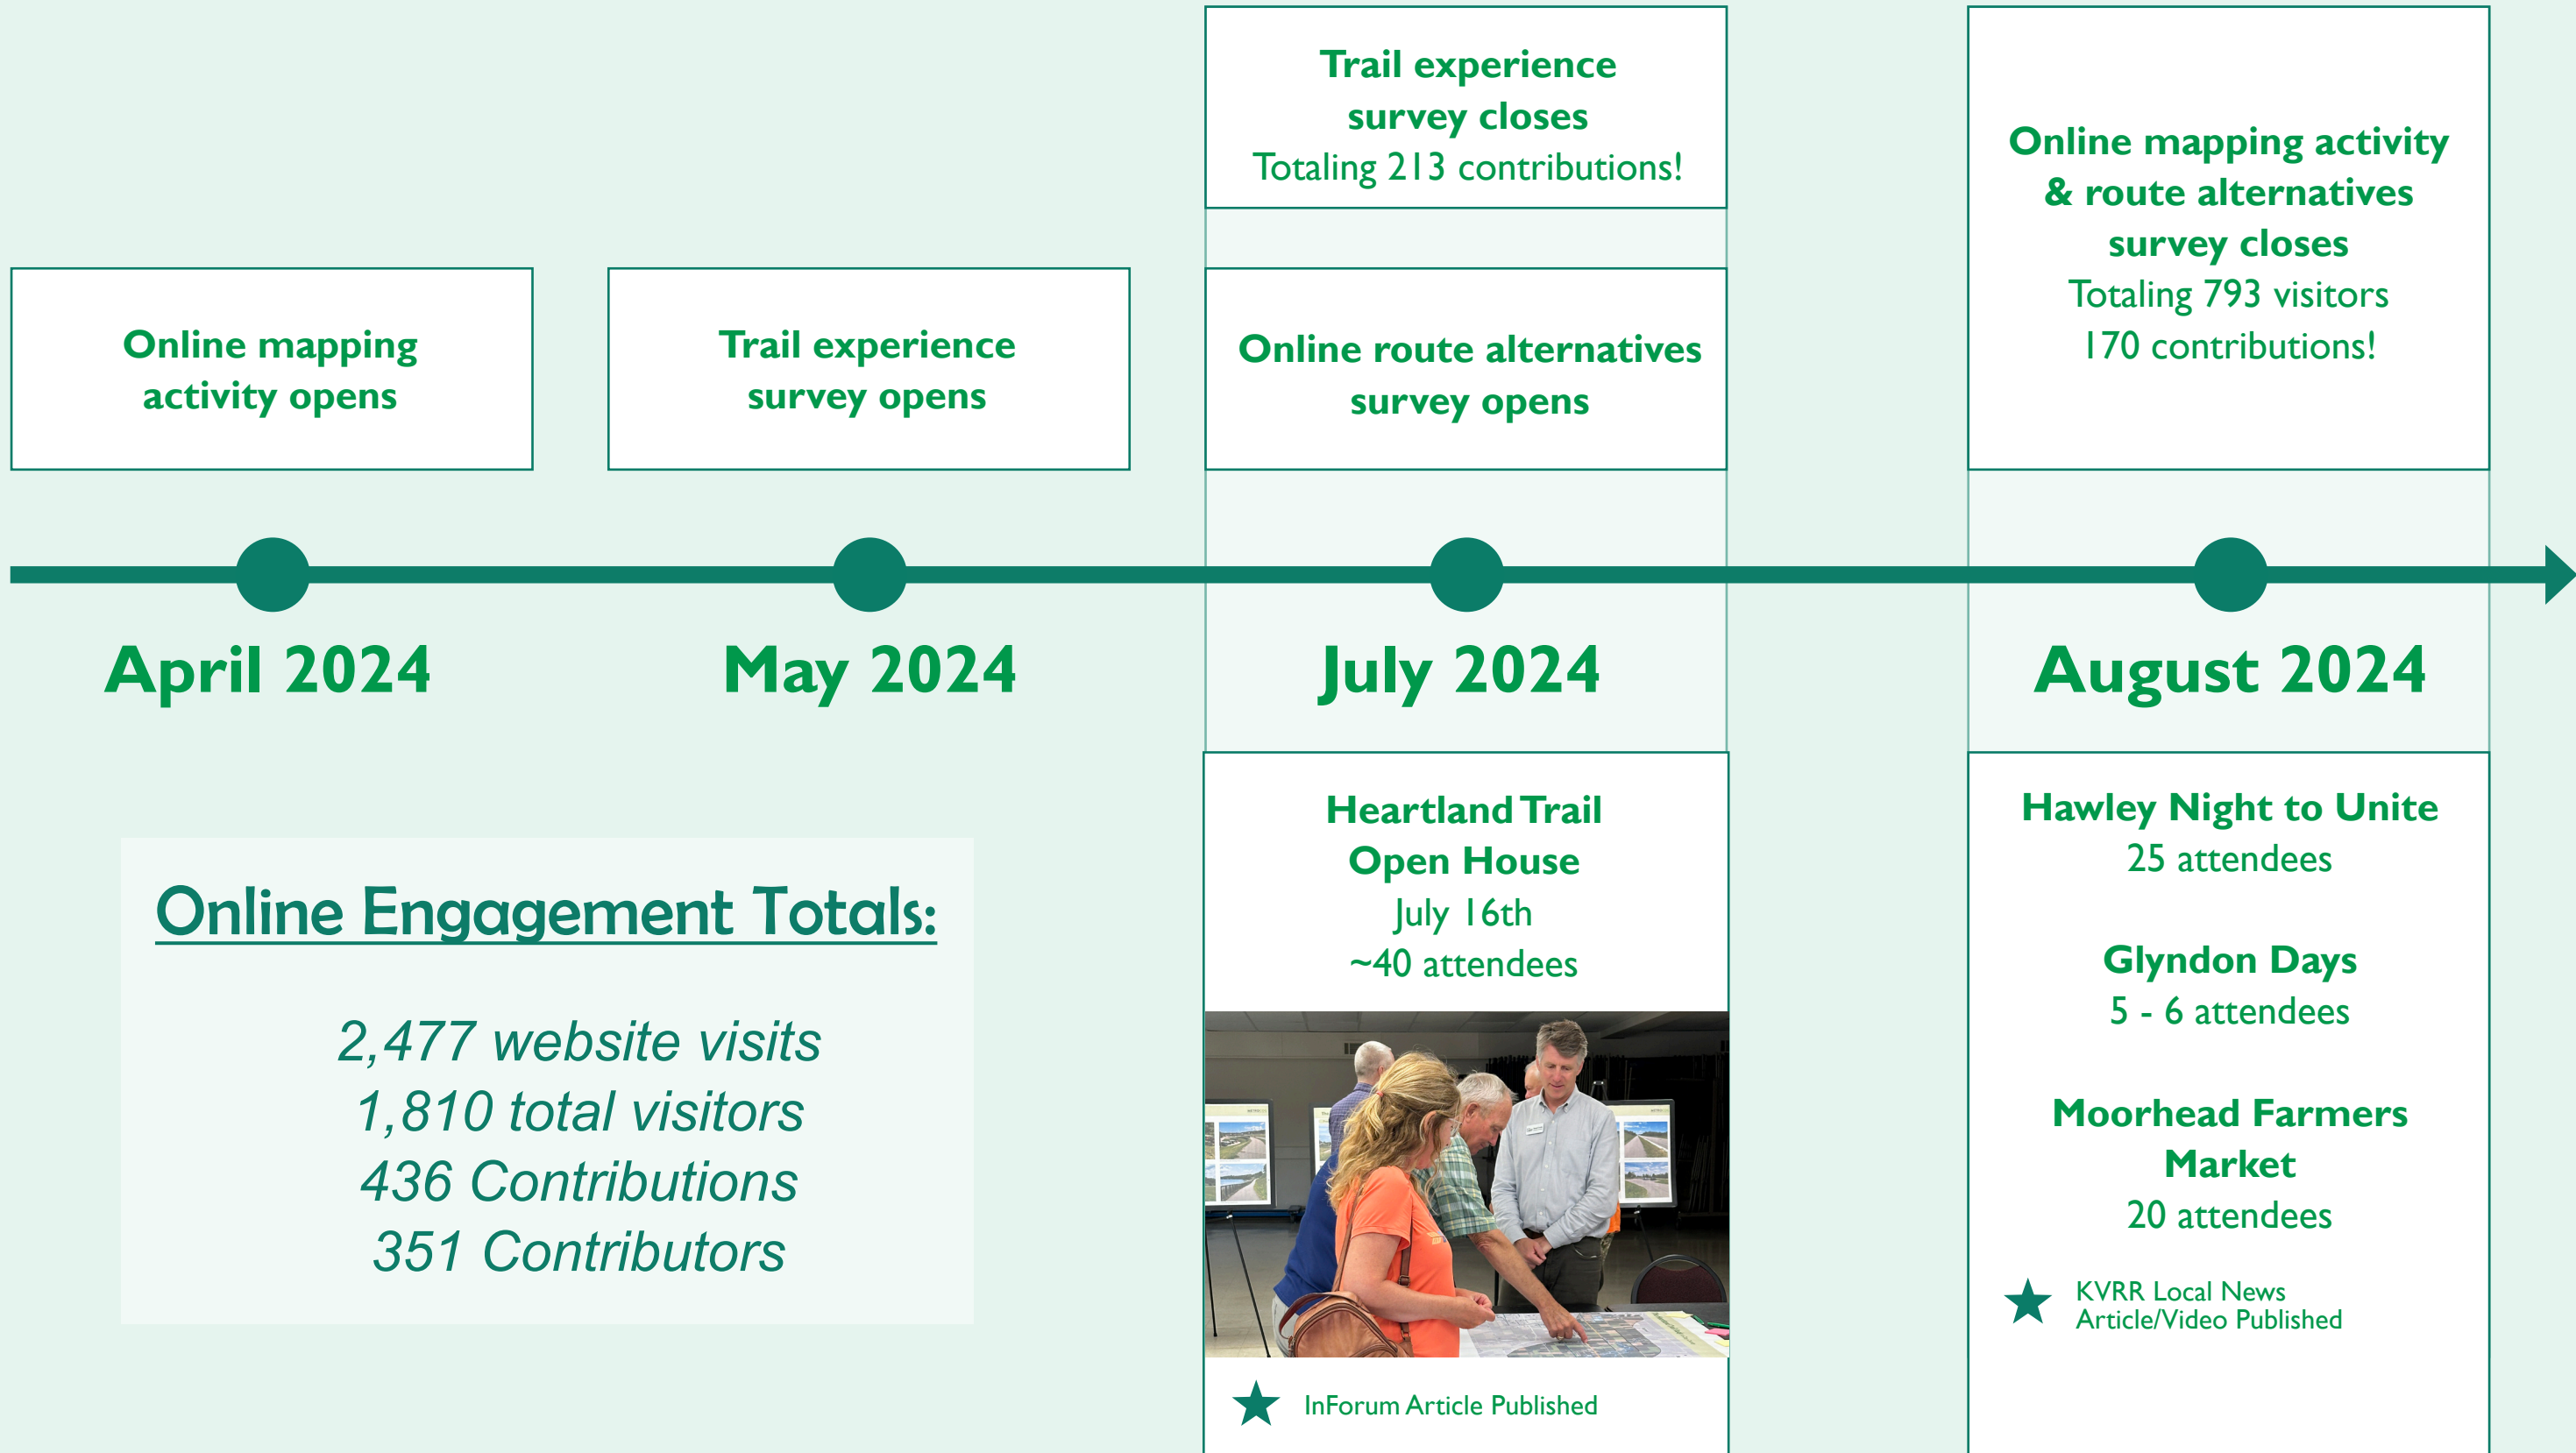 Online mapping
activity opens
Trail experience
survey opens
Trail experience
survey closes
Totaling 213 contributions!
Online route alternatives
survey opens
Online mapping activity
& route alternatives
survey closes
Totaling 793 visitors
170 contributions!
April 2024
May 2024
July 2024
August 2024
Online Engagement Totals:
2,477 website visits
1,810 total visitors
436 Contributions
351 Contributors
Heartland Trail
Open House
July 16th
~40 attendees
InForum Article Published
Hawley Night to Unite
25 attendees
Glyndon Days
5 - 6 attendees
Moorhead Farmers
Market
20 attendees
KVRR Local News
Article/Video Published